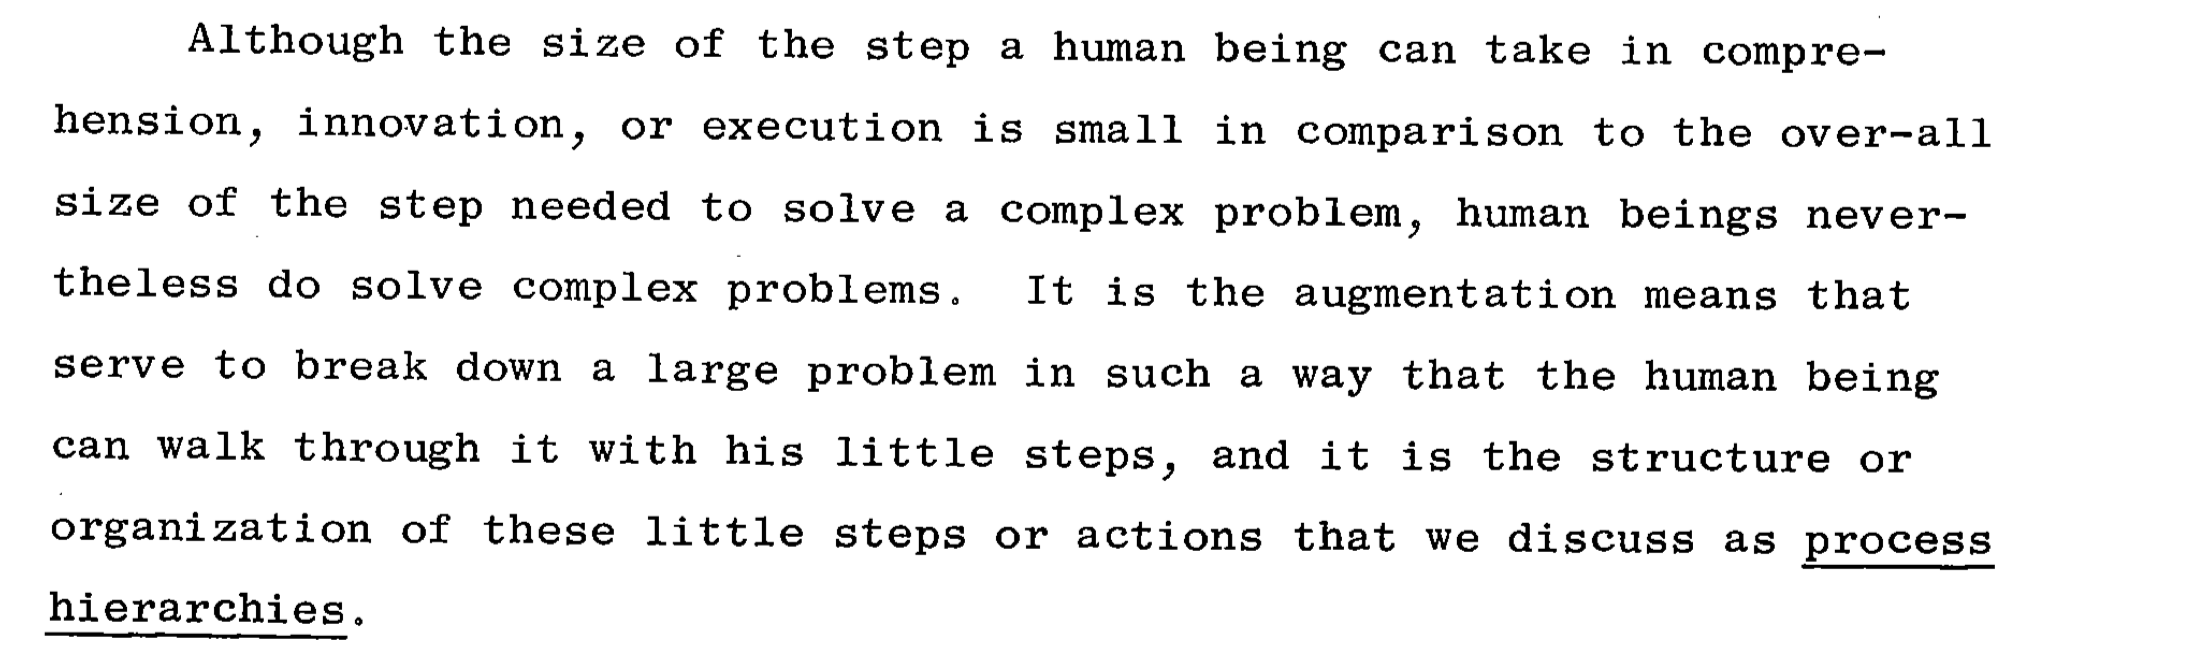 Although the size of the step a human being can take in compre-
hension, innovation, or execution is small in comparison to the over-all
size of the step needed to solve a complex problem, human beings never-
theless do solve complex problems.  It is the augmentation means that
serve to break down a large problem in such a way that the human being
can walk through it with his little steps, and it is the structure or
organization of these little steps or actions that we discuss as process
hierarchies.